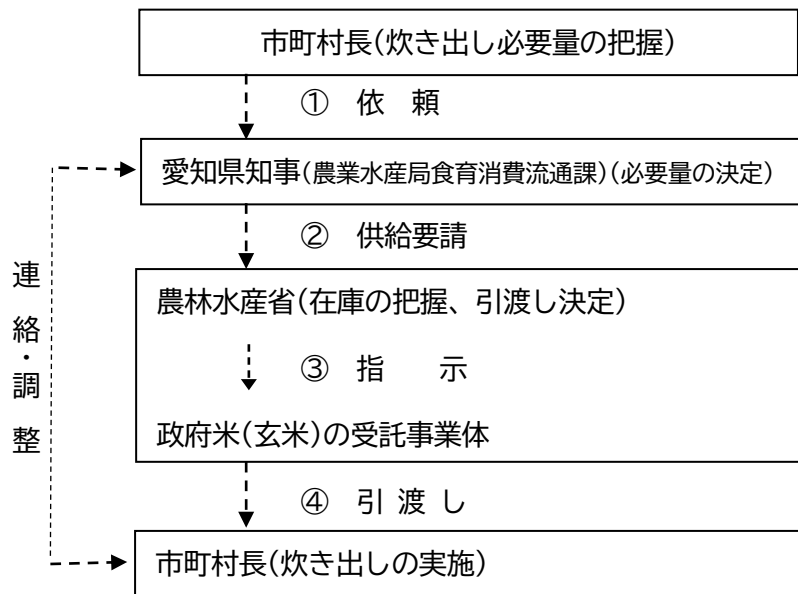 市町村長(炊き出し必要量の把握)
① 依 頼
愛知県知事(農業水産局食育消費流通課)(必要量の決定)
② 供給要請
農林水産省(在庫の把握、引渡し決定)
③ 指 示
政府米(玄米)の受託事業体
④ 引 渡 し
市町村長(炊き出しの実施)
連 絡・調 整